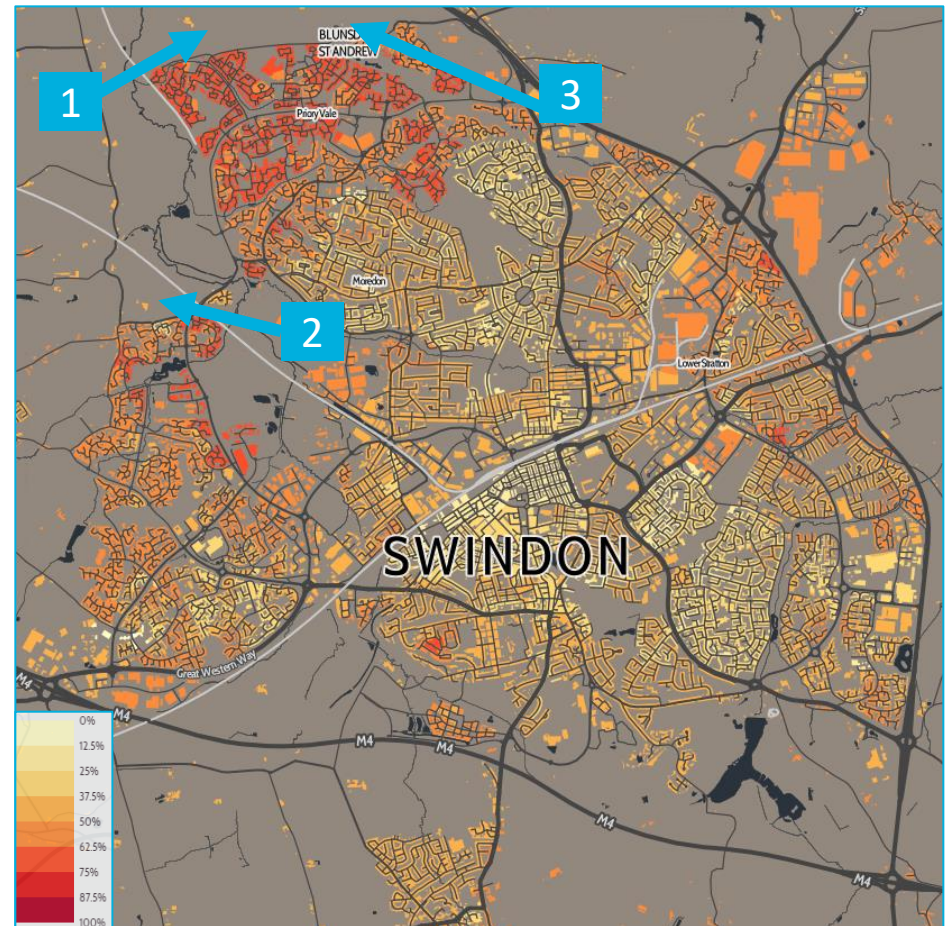 BLUNSD
ST ANDREW
1
3
Priory Vale
Moredon
2
Lower Stratton
SWINDON
Great Western Way
M4
M4
M4
M4
M4
0%
12.5%
25%
37.5%
50%
62.5%
75%
87.5%
100%